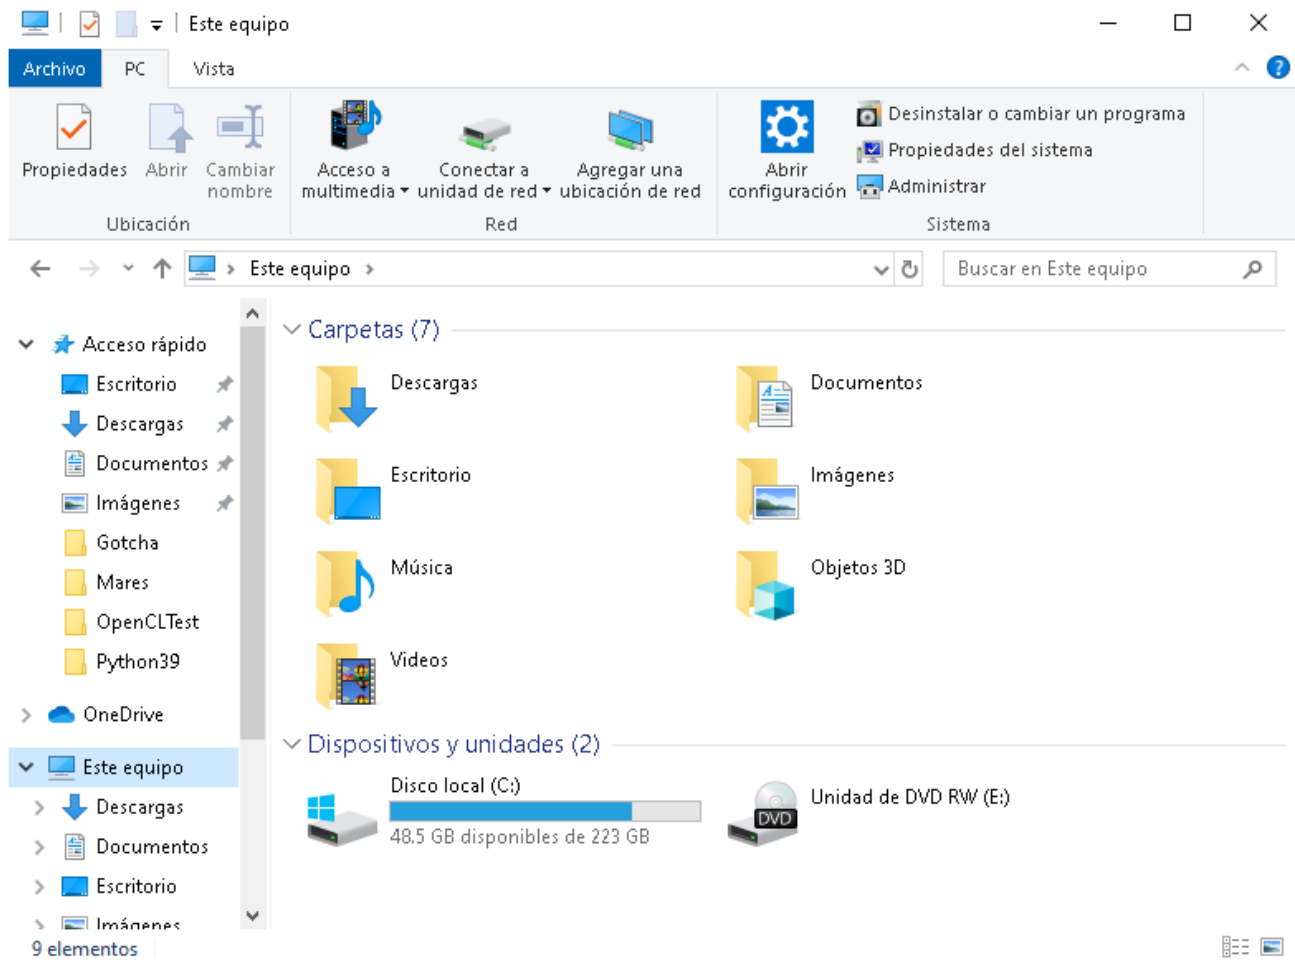 Este equipo
Archivo
PC
Vista
Propiedades
Abrir
Cambiar
nombre
Acceso a
multimedia
Conectar a
unidad de red
Agregar una
ubicación de red
Abrir
configuración
Desinstalar o cambiar un programa
Propiedades del sistema
Administrar
Ubicación
Red
Sistema
Este equipo
Buscar en Este equipo
Acceso rápido
Escritorio
Descargas
Documentos
Imágenes
Gotcha
Mares
OpenCLTest
Python39
OneDrive
Este equipo
Descargas
Documentos
Escritorio
Imágenes
Carpetas (7)
Descargas
Documentos
Escritorio
Imágenes
Música
Objetos 3D
Videos
Dispositivos y unidades (2)
Disco local (C:)
48.5 GB disponibles de 223 GB
DVD
Unidad de DVD RW (E:)
9 elementos